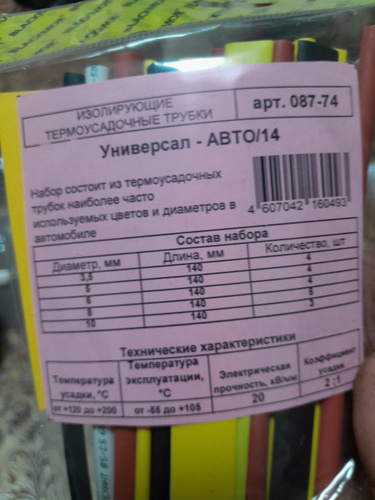 ИЗОЛИРУЮЩИЕ
ТЕРМОУСАДОЧНЫЕ ТРУБКИ
арт. 087-74
Универсал - АВТО/14
Набор состоит из термоусадочных
трубок наиболее часто
используемых цветов и диаметров в
автомобиле
4 607042 160493
Состав набора
Диаметр, мм Длина, мм Количество, шт
3,5 140 4
5 140 4
6 140 4
8 140 3
10 140 3
Технические характеристики
Температура усадки, °С
Температура эксплуатации, °С
Электрическая прочность, кВ/мм
Коэффициент усадки
от +120 до +200 от -55 до +105 20 2 :1